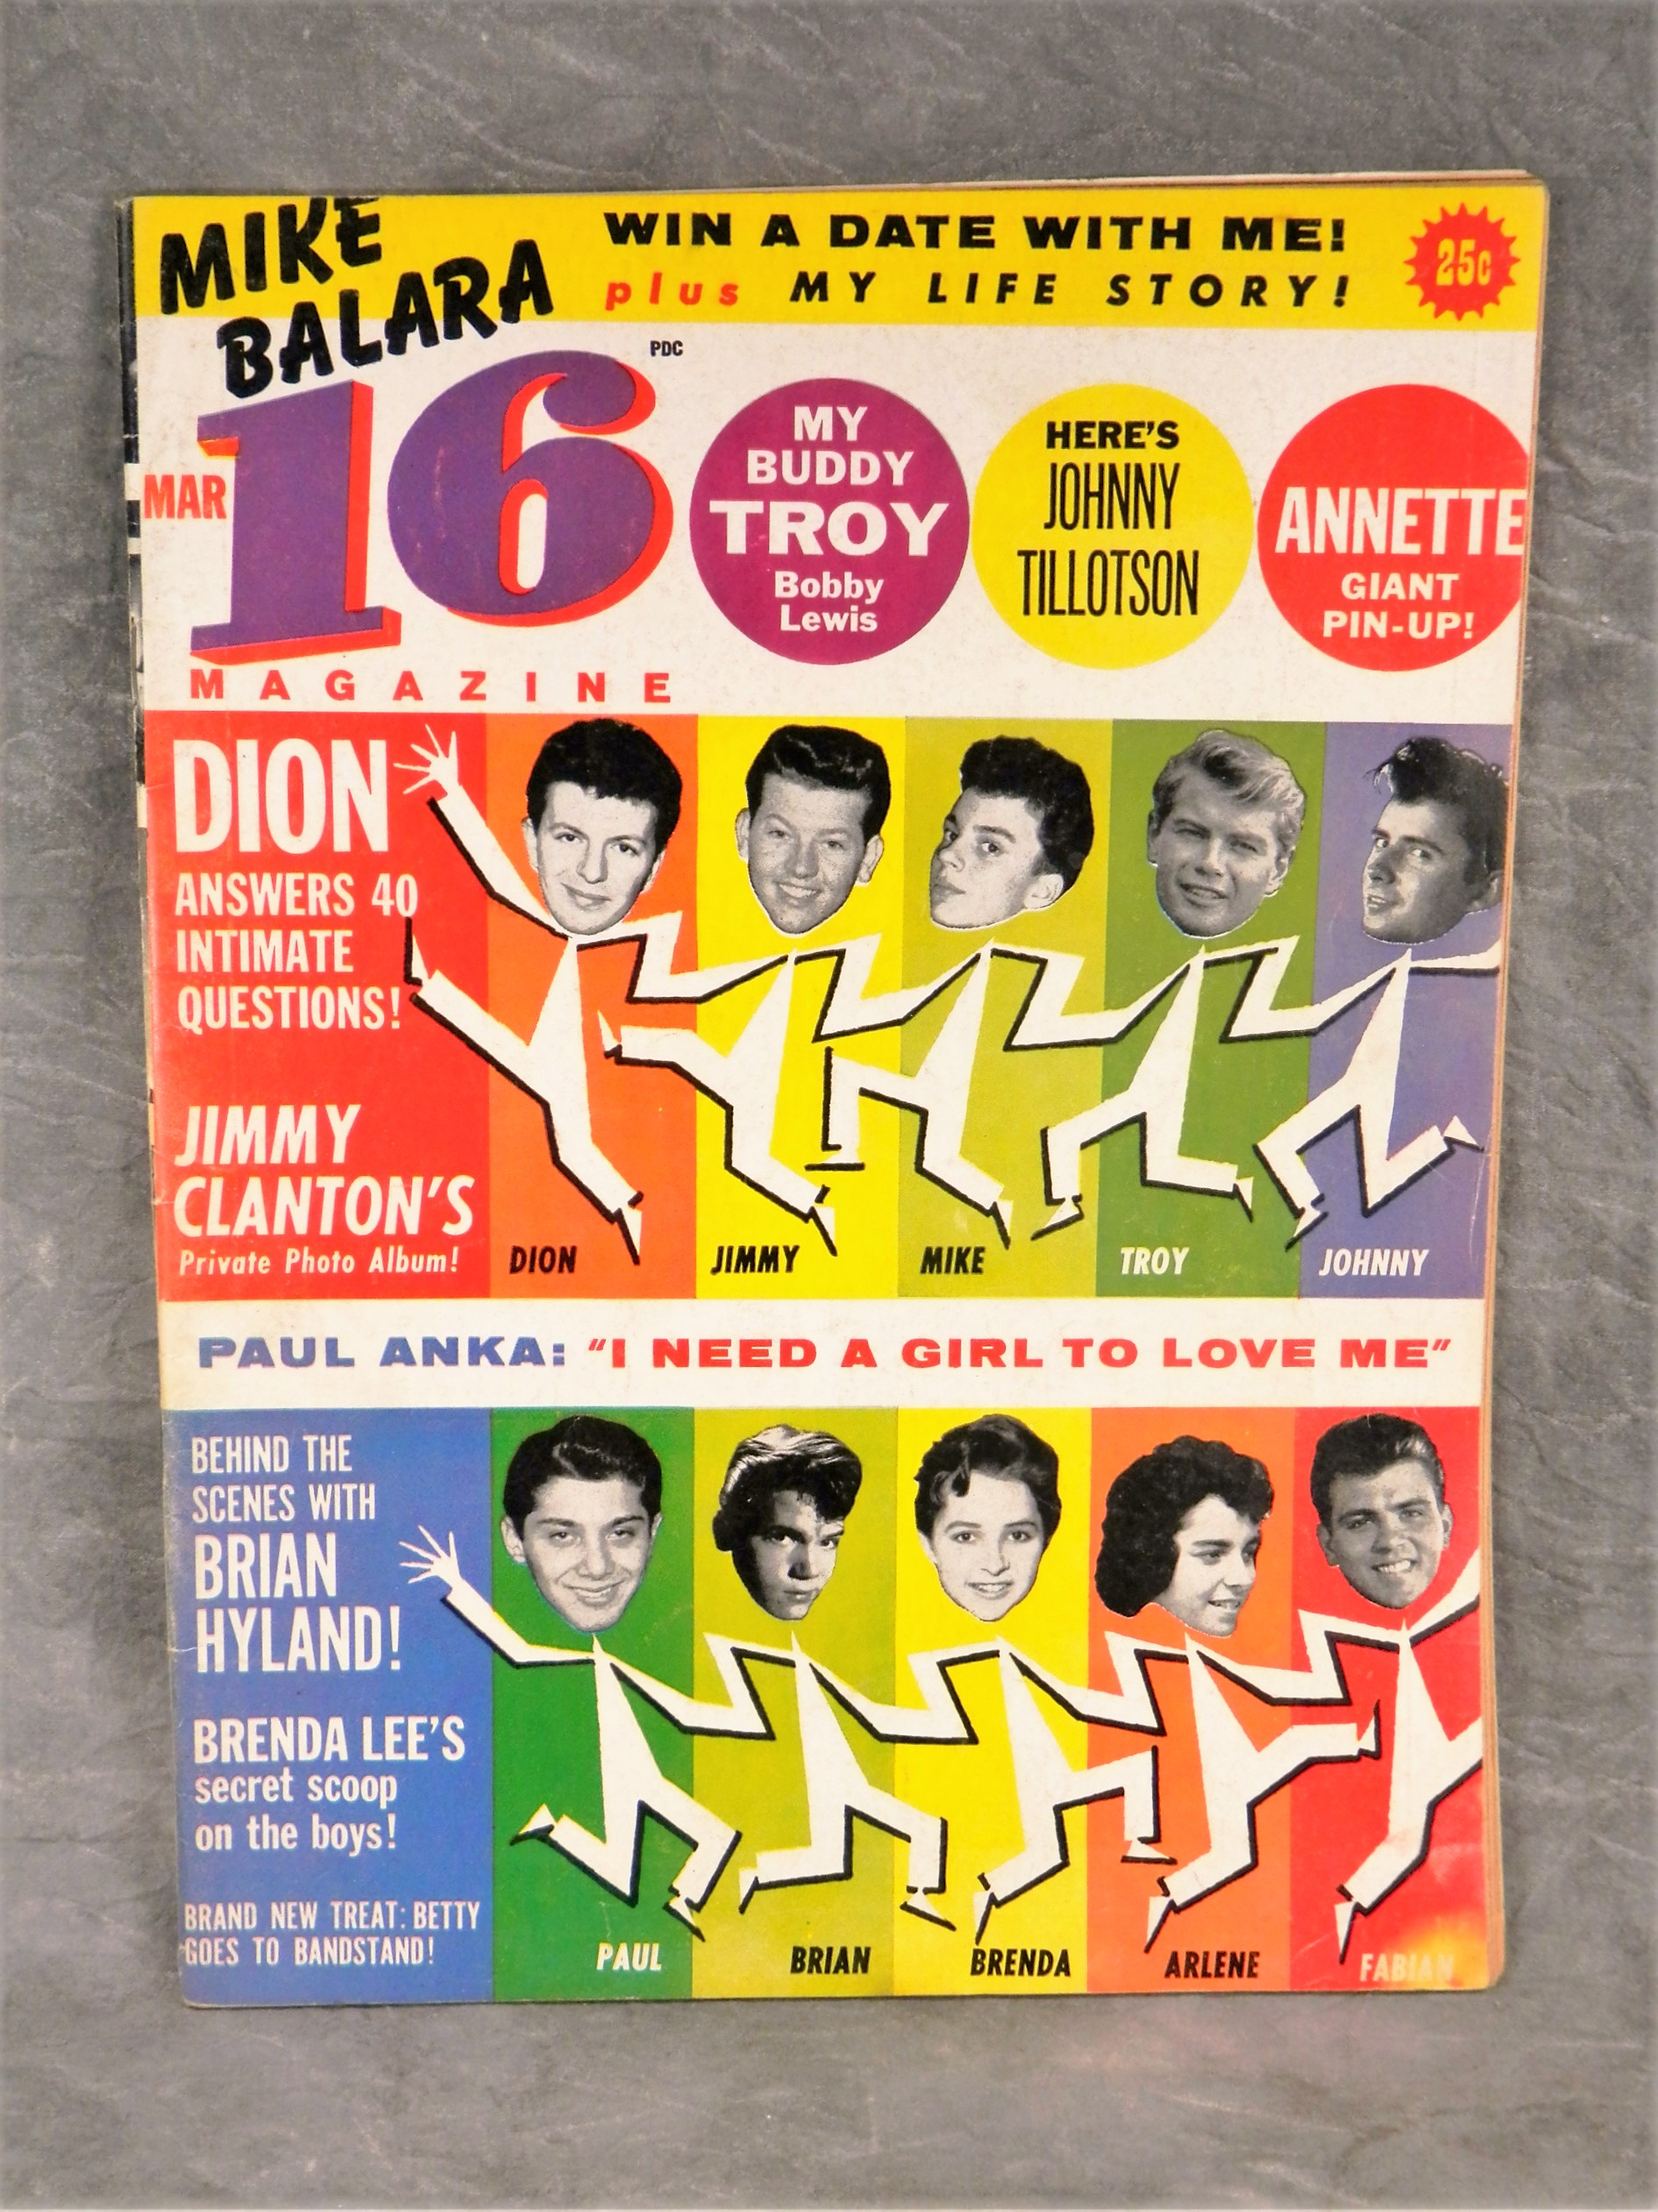 MIKE
BALARA
WIN A DATE WITH ME!
plus MY LIFE STORY!
25c
PDC
MAR
16
MAGAZINE
MY
BUDDY
TROY
Bobby
Lewis
HERE'S
JOHNNY
TILLOTSON
ANNETTE
GIANT
PIN-UP!
DION
ANSWERS 40
INTIMATE
QUESTIONS!
JIMMY
CLANTON'S
Private Photo Album!
DION
JIMMY
MIKE
TROY
JOHNNY
PAUL ANKA: "I NEED A GIRL TO LOVE ME"
BEHIND THE
SCENES WITH
BRIAN
HYLAND!
BRENDA LEE'S
secret scoop
on the boys!
BRAND NEW TREAT: BETTY
GOES TO BANDSTAND!
PAUL
BRIAN
BRENDA
ARLENE
FABIAN